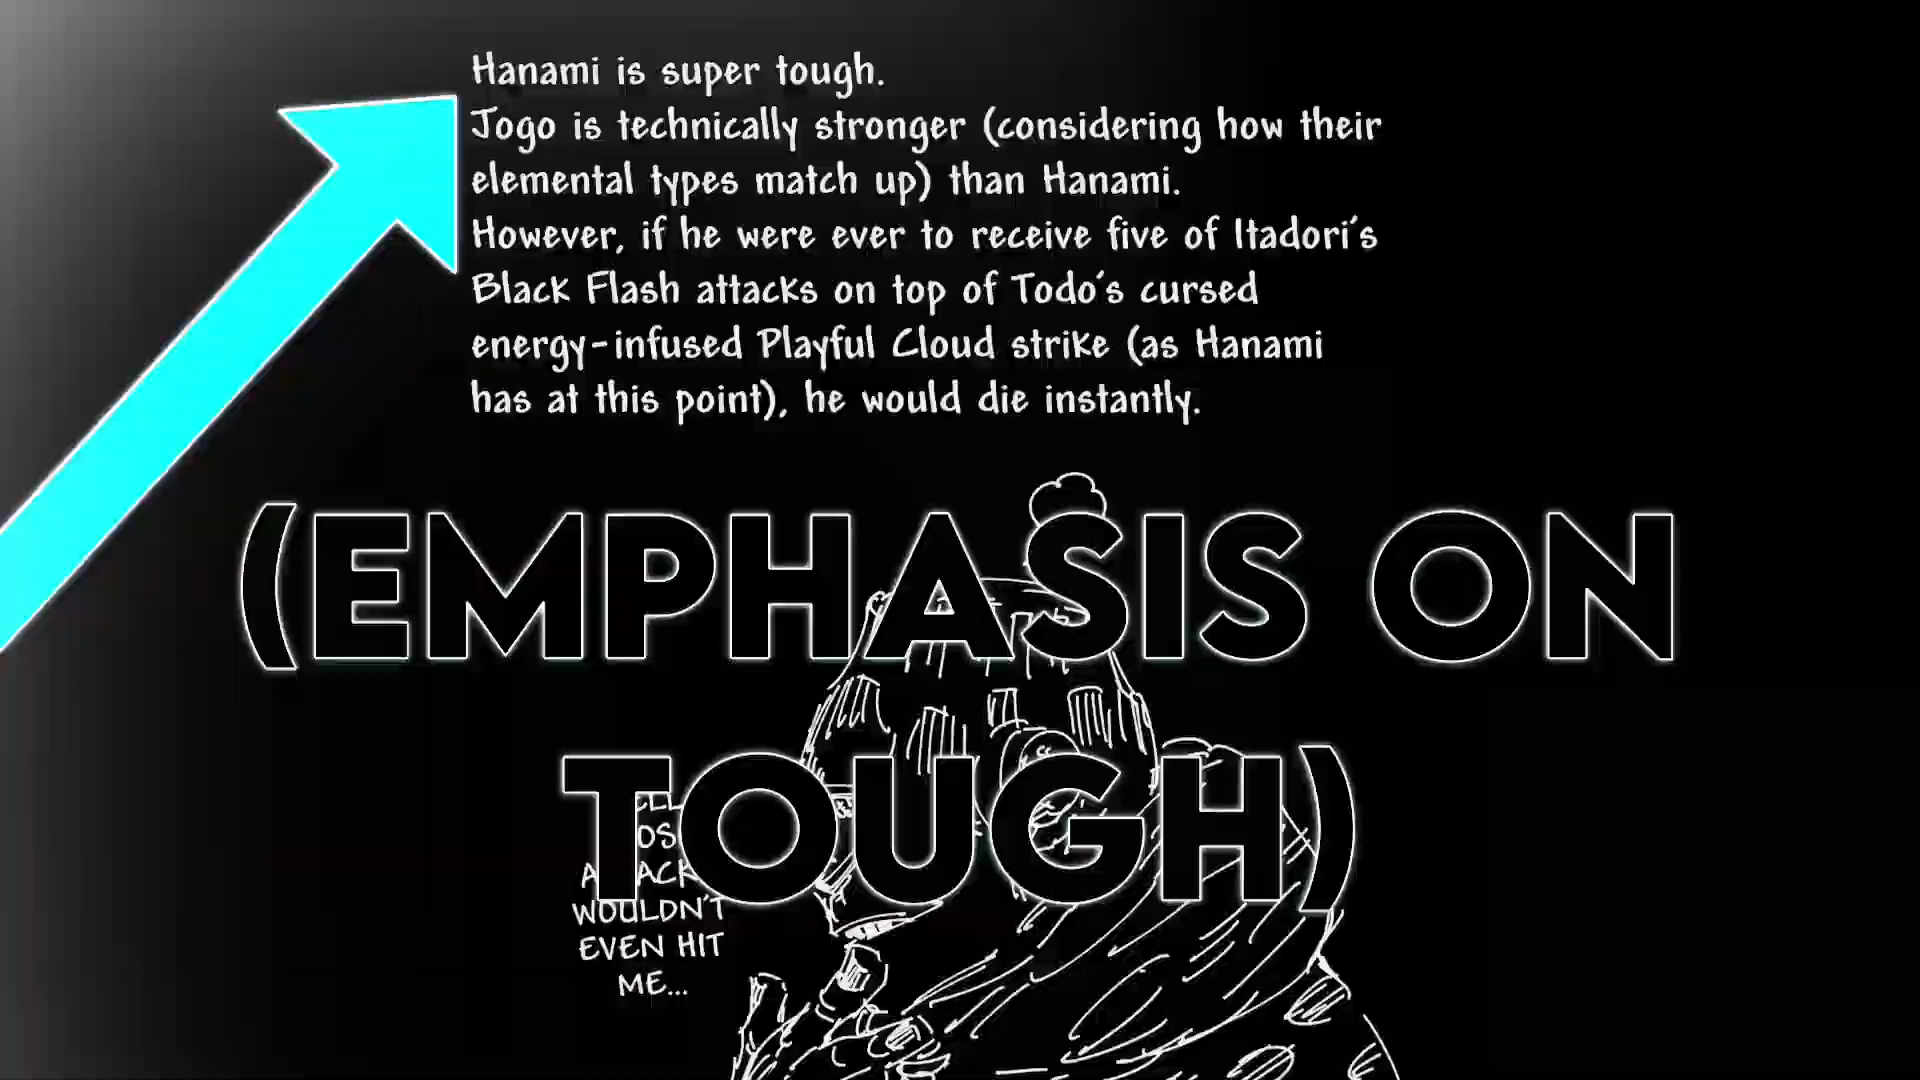 Hanami is super tough.
Jogo is technically stronger (considering how their
elemental types match up) than Hanami.
However, if he were ever to receive five of Itadori's
Black Flash attacks on top of Todo's cursed
energy-infused Playful Cloud strike (as Hanami
has at this point), he would die instantly.
(EMPHASIS ON
TOUGH)
WOULDN'T
EVEN HIT
ME...